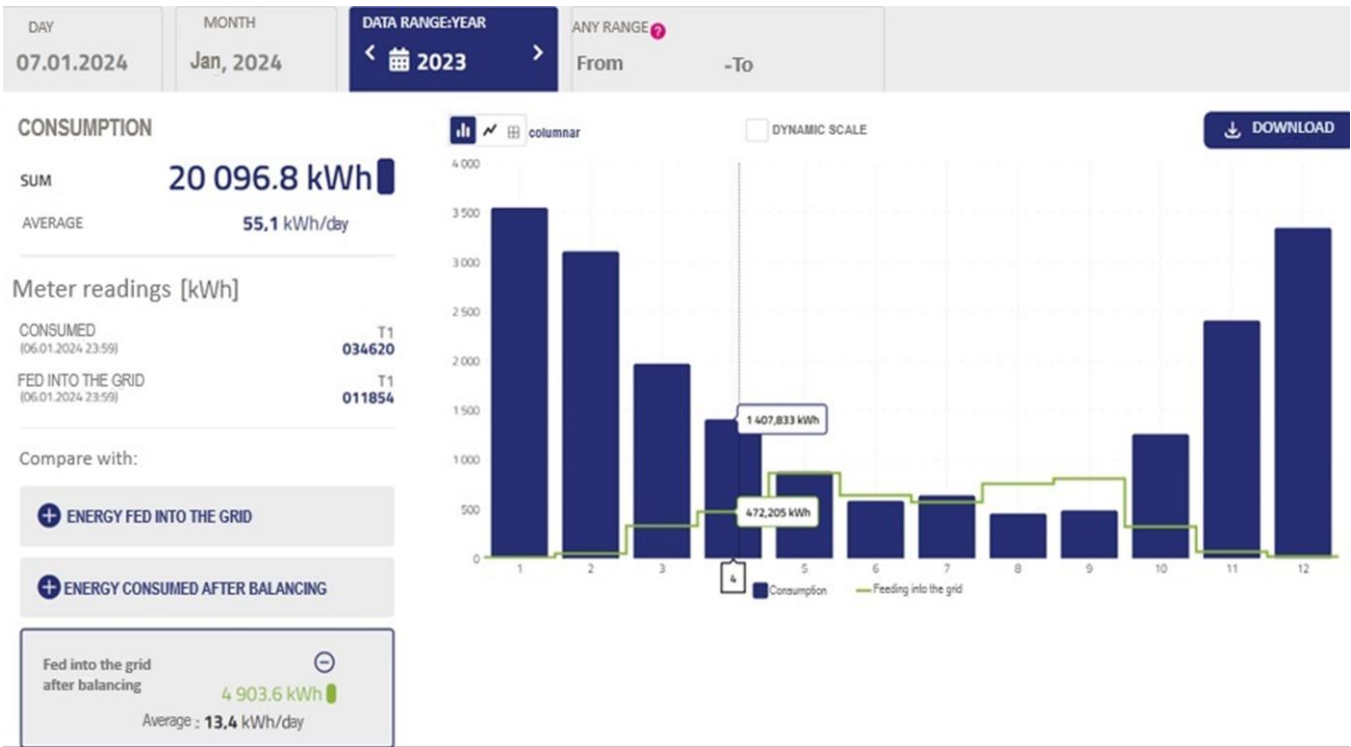 DAY
07.01.2024
MONTH
Jan, 2024
DATA RANGE:YEAR
2023
ANY RANGE ?
From -To
CONSUMPTION
SUM 20 096.8 kWh
AVERAGE 55,1 kWh/day
Meter readings [kWh]
CONSUMED T1
(06.01.2024 23:59) 034620
FED INTO THE GRID T1
(06.01.2024 23:59) 011854
Compare with:
ENERGY FED INTO THE GRID
ENERGY CONSUMED AFTER BALANCING
Fed into the grid
after balancing
4 903.6 kWh
Average : 13,4 kWh/day
columnar
DYNAMIC SCALE
DOWNLOAD
4 000
3 500
3 000
2 500
2 000
1 500
1 000
500
0
1 407,833 kWh
472,205 kWh
1 2 3 4 5 6 7 8 9 10 11 12
Consumption Feeding into the grid